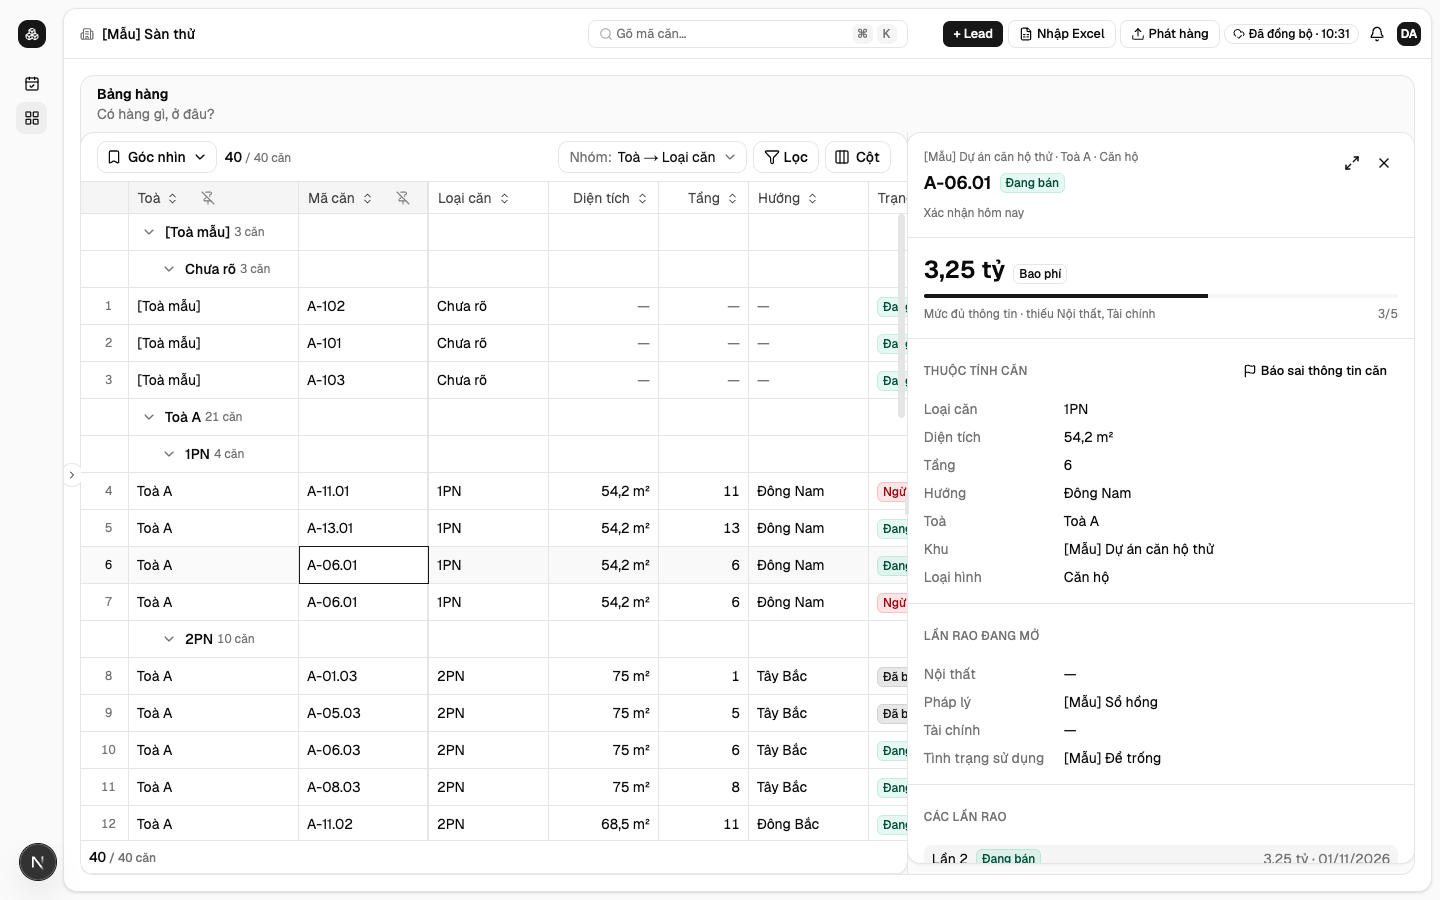 [Mẫu] Sàn thử
Gõ mã căn...
⌘ K
+ Lead
Nhập Excel
Phát hàng
Đã đồng bộ · 10:31
DA
Bảng hàng
Có hàng gì, ở đâu?
Góc nhìn
40 / 40 căn
Nhóm: Toà → Loại căn
Lọc
Cột
Toà Mã căn Loại căn Diện tích Tầng Hướng Trạn
[Toà mẫu] 3 căn
Chưa rõ 3 căn
1 [Toà mẫu] A-102 Chưa rõ — — — Đang
2 [Toà mẫu] A-101 Chưa rõ — — — Đang
3 [Toà mẫu] A-103 Chưa rõ — — — Đang
Toà A 21 căn
1PN 4 căn
4 Toà A A-11.01 1PN 54,2 m² 11 Đông Nam Ngừ
5 Toà A A-13.01 1PN 54,2 m² 13 Đông Nam Đang
6 Toà A A-06.01 1PN 54,2 m² 6 Đông Nam Đang
7 Toà A A-06.01 1PN 54,2 m² 6 Đông Nam Ngừ
2PN 10 căn
8 Toà A A-01.03 2PN 75 m² 1 Tây Bắc Đã b
9 Toà A A-05.03 2PN 75 m² 5 Tây Bắc Đã b
10 Toà A A-06.03 2PN 75 m² 6 Tây Bắc Đang
11 Toà A A-08.03 2PN 75 m² 8 Tây Bắc Đang
12 Toà A A-11.02 2PN 68,5 m² 11 Đông Bắc Đang
40 / 40 căn
[Mẫu] Dự án căn hộ thử · Toà A · Căn hộ
A-06.01 Đang bán
Xác nhận hôm nay
3,25 tỷ Bao phí
Mức đủ thông tin · thiếu Nội thất, Tài chính 3/5
THUỘC TÍNH CĂN
Báo sai thông tin căn
Loại căn 1PN
Diện tích 54,2 m²
Tầng 6
Hướng Đông Nam
Toà Toà A
Khu [Mẫu] Dự án căn hộ thử
Loại hình Căn hộ
LẦN RAO ĐANG MỞ
Nội thất —
Pháp lý [Mẫu] Sổ hồng
Tài chính —
Tình trạng sử dụng [Mẫu] Để trống
CÁC LẦN RAO
Lần 2 Đang bán 3,25 tỷ · 01/11/2026
N